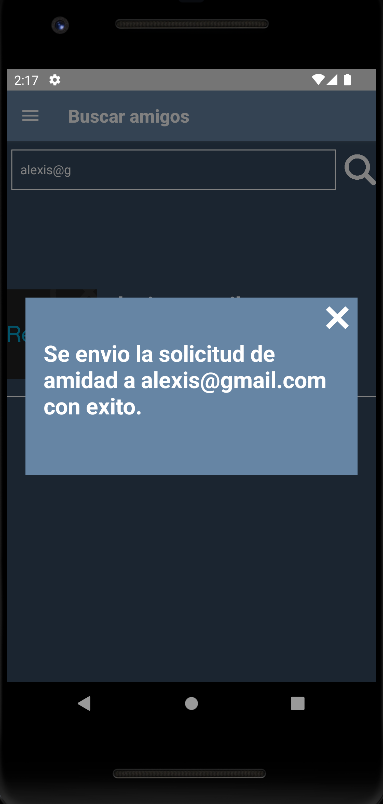 2:17
Buscar amigos
alexis@g
Se envio la solicitud de
amidad a alexis@gmail.com
con exito.